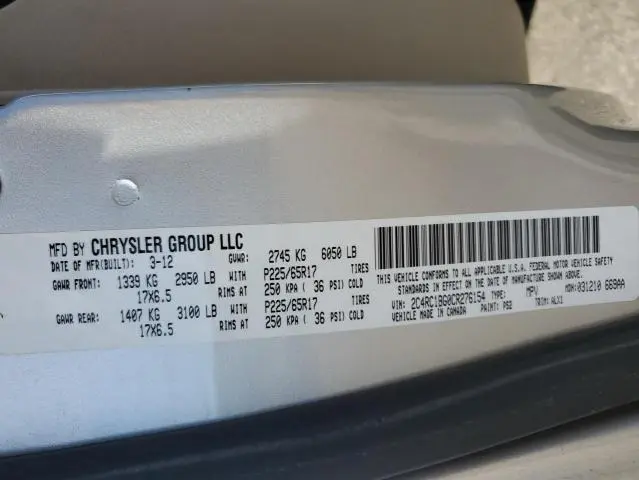 MFD BY CHRYSLER GROUP LLC
DATE OF MFR(BUILT): 3-12 GVWR: 2745 KG 6050 LB
GAWR FRONT: 1339 KG 2950 LB WITH P225/65R17 TIRES
17X6.5 RIMS AT 250 KPA ( 36 PSI) COLD
GAWR REAR: 1407 KG 3100 LB WITH P225/65R17 TIRES
17X6.5 RIMS AT 250 KPA ( 36 PSI) COLD
THIS VEHICLE CONFORMS TO ALL APPLICABLE U.S.A. FEDERAL MOTOR VEHICLE SAFETY
STANDARDS IN EFFECT ON THE DATE OF MANUFACTURE SHOWN ABOVE.
VIN: 2C4RC1BG0CR276154 TYPE: MPV MDH:031210 669AA
VEHICLE MADE IN CANADA PAINT: PS2 TRIM: ALX1